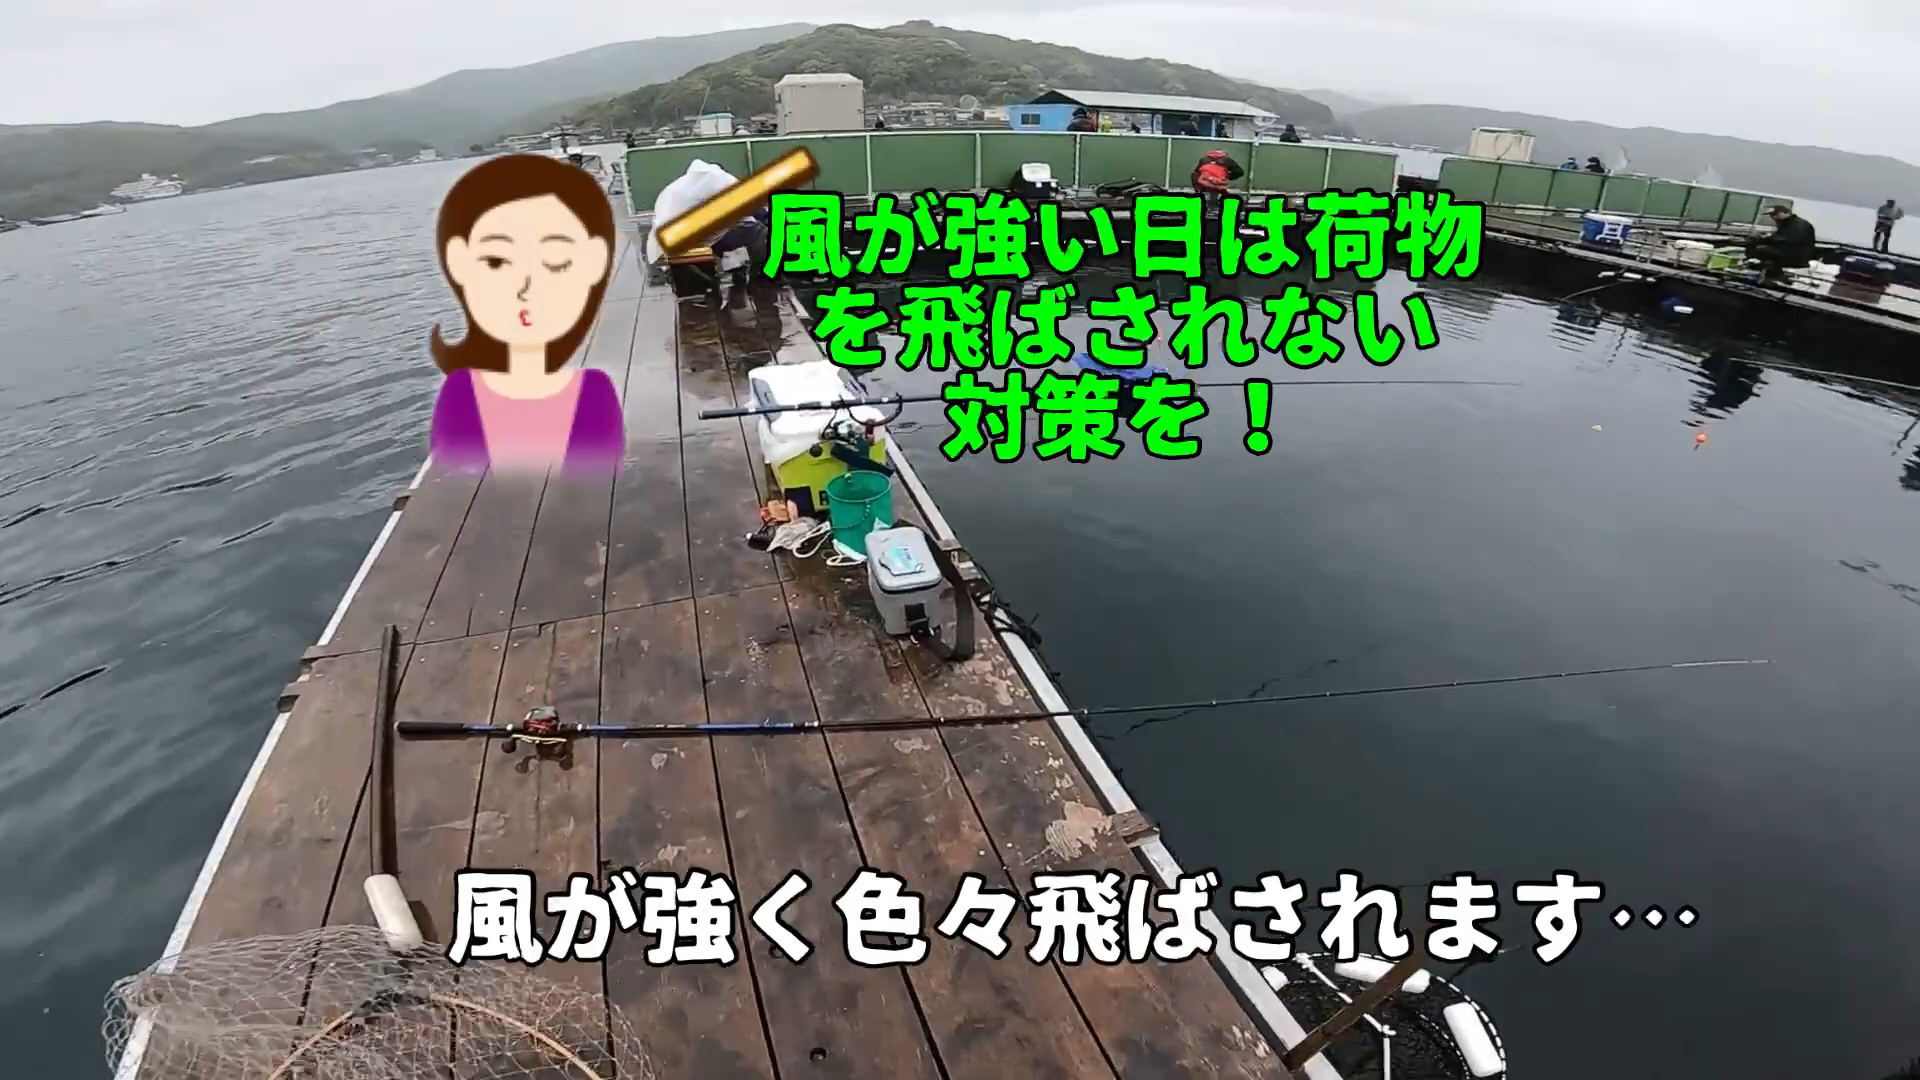 風が強い日は荷物
を飛ばされない
対策を！
風が強く色々飛ばされます…